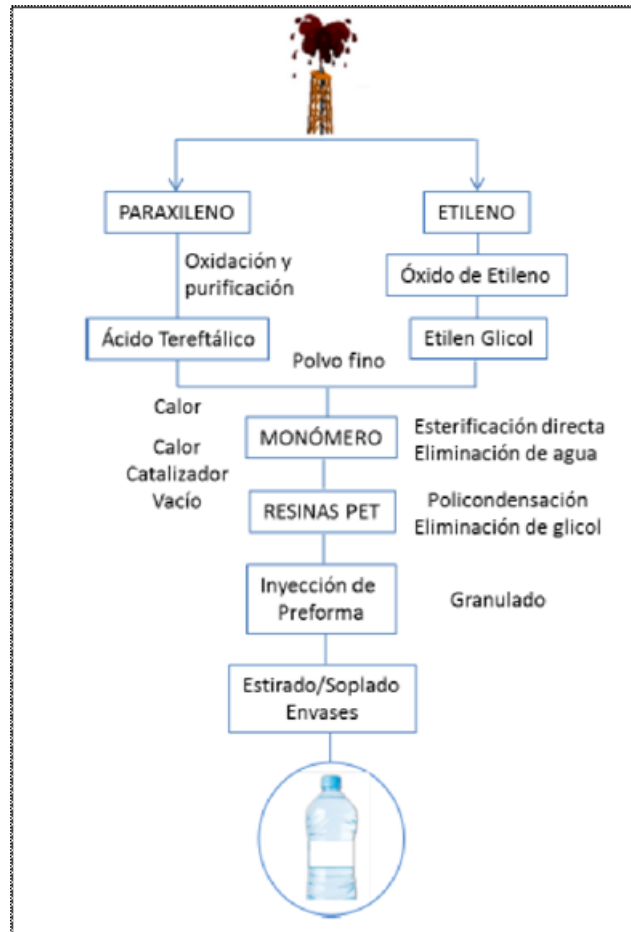 PARAXILENO
ETILENO
Oxidación y
purificación
Óxido de Etileno
Ácido Tereftálico
Etilen Glicol
Polvo fino
Calor
MONÓMERO
Esterificación directa
Eliminación de agua
Calor
Catalizador
Vacío
RESINAS PET
Policondensación
Eliminación de glicol
Inyección de
Preforma
Granulado
Estirado/Soplado
Envases